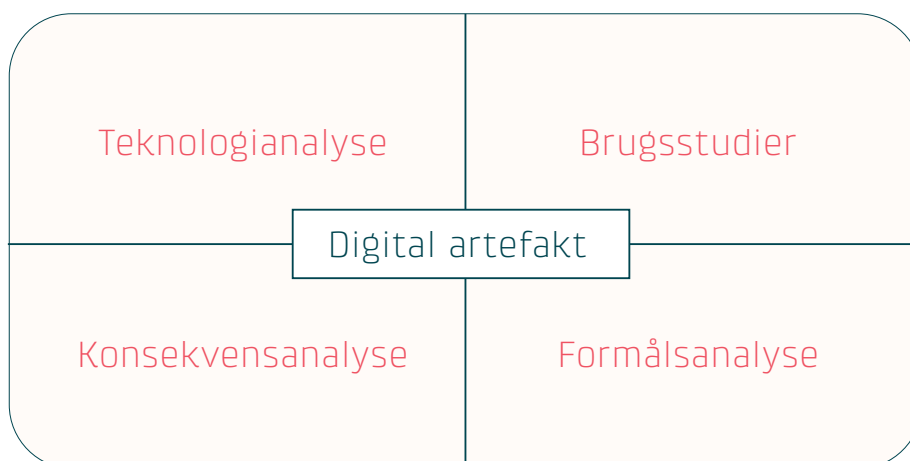 Teknologianalyse
Brugsstudier
Digital artefakt
Konsekvensanalyse
Formålsanalyse